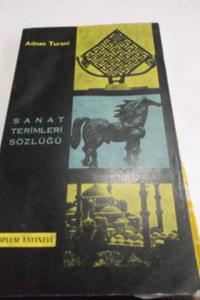 Adnan Turani
SANAT
TERİMLERİ
SÖZLÜĞÜ
OPLUM YAYINEVİ